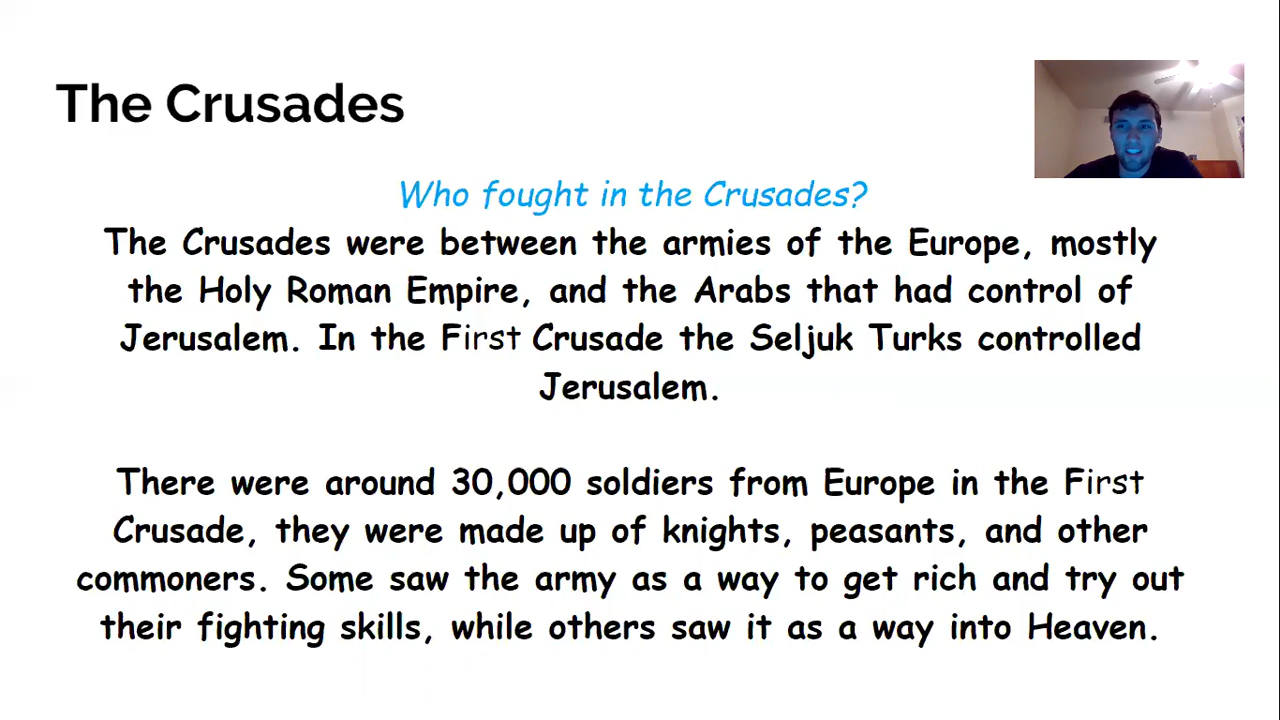 The Crusades
Who fought in the Crusades?
The Crusades were between the armies of the Europe, mostly
the Holy Roman Empire, and the Arabs that had control of
Jerusalem. In the First Crusade the Seljuk Turks controlled
Jerusalem.
There were around 30,000 soldiers from Europe in the First
Crusade, they were made up of knights, peasants, and other
commoners. Some saw the army as a way to get rich and try out
their fighting skills, while others saw it as a way into Heaven.